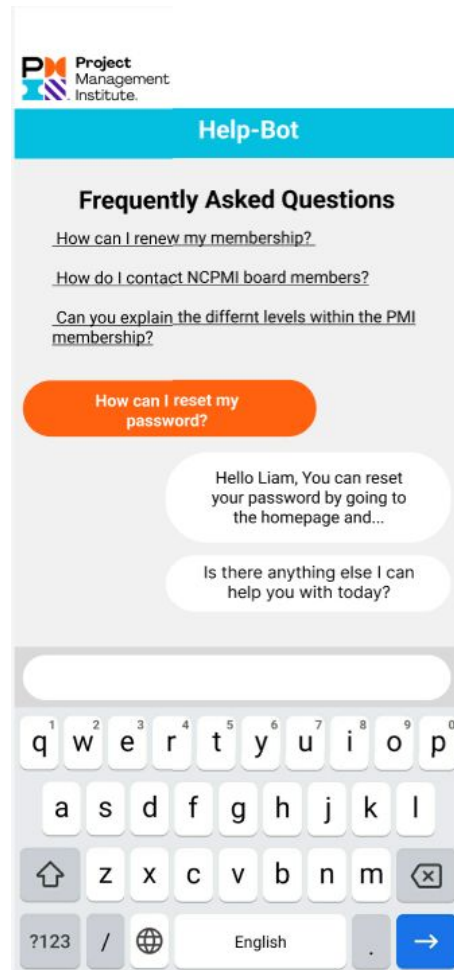 PMI Project
Management
Institute.
Help-Bot
Frequently Asked Questions
How can I renew my membership?
How do I contact NCPMI board members?
Can you explain the differnt levels within the PMI
membership?
How can I reset my
password?
Hello Liam, You can reset
your password by going to
the homepage and...
Is there anything else I can
help you with today?
1 2 3 4 5 6 7 8 9 0
q w e r t y u i o p
a s d f g h j k l
z x c v b n m
?123 / English .